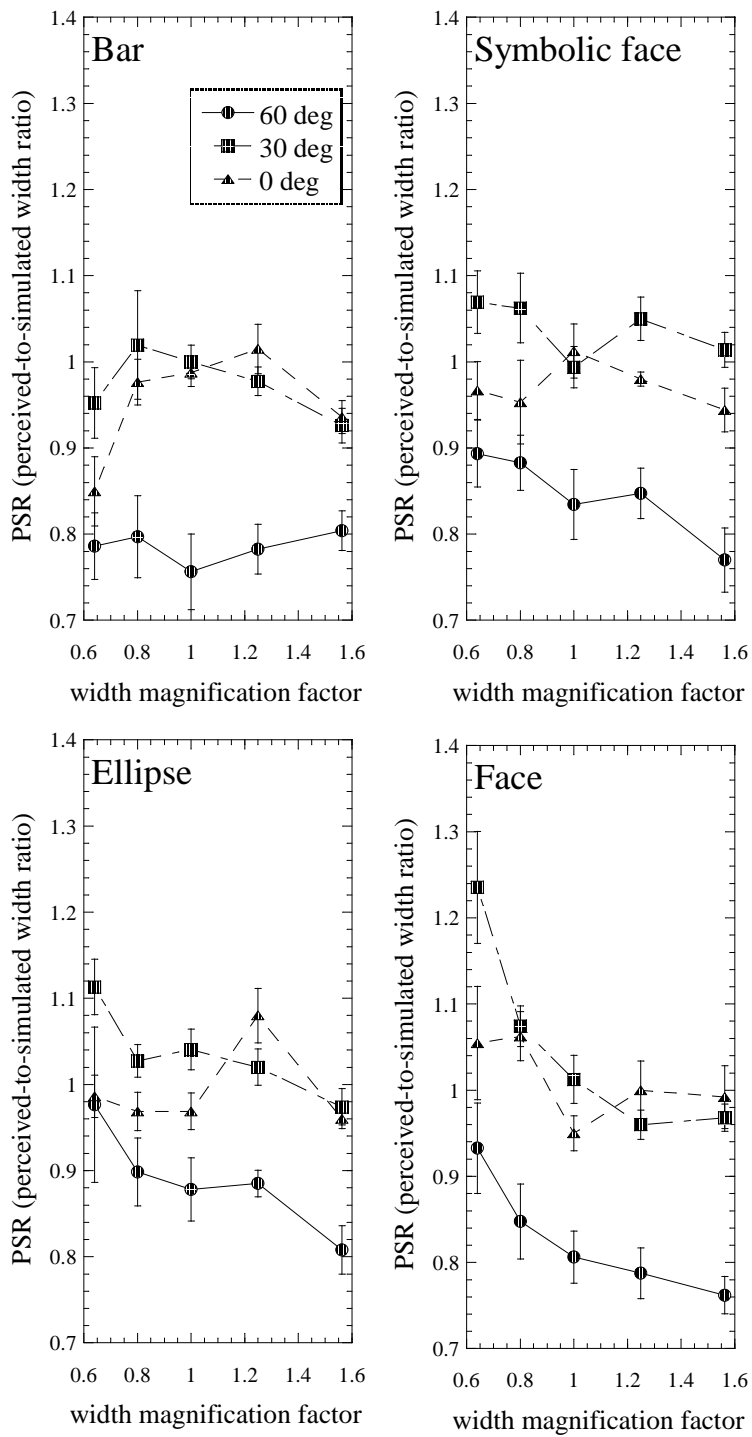 Bar
60 deg
30 deg
0 deg
PSR (perceived-to-simulated width ratio)
1.4
1.3
1.2
1.1
1
0.9
0.8
0.7
0.6 0.8 1 1.2 1.4 1.6
width magnification factor
Symbolic face
PSR (perceived-to-simulated width ratio)
1.4
1.3
1.2
1.1
1
0.9
0.8
0.7
0.6 0.8 1 1.2 1.4 1.6
width magnification factor
Ellipse
PSR (perceived-to-simulated width ratio)
1.4
1.3
1.2
1.1
1
0.9
0.8
0.7
0.6 0.8 1 1.2 1.4 1.6
width magnification factor
Face
PSR (perceived-to-simulated width ratio)
1.4
1.3
1.2
1.1
1
0.9
0.8
0.7
0.6 0.8 1 1.2 1.4 1.6
width magnification factor